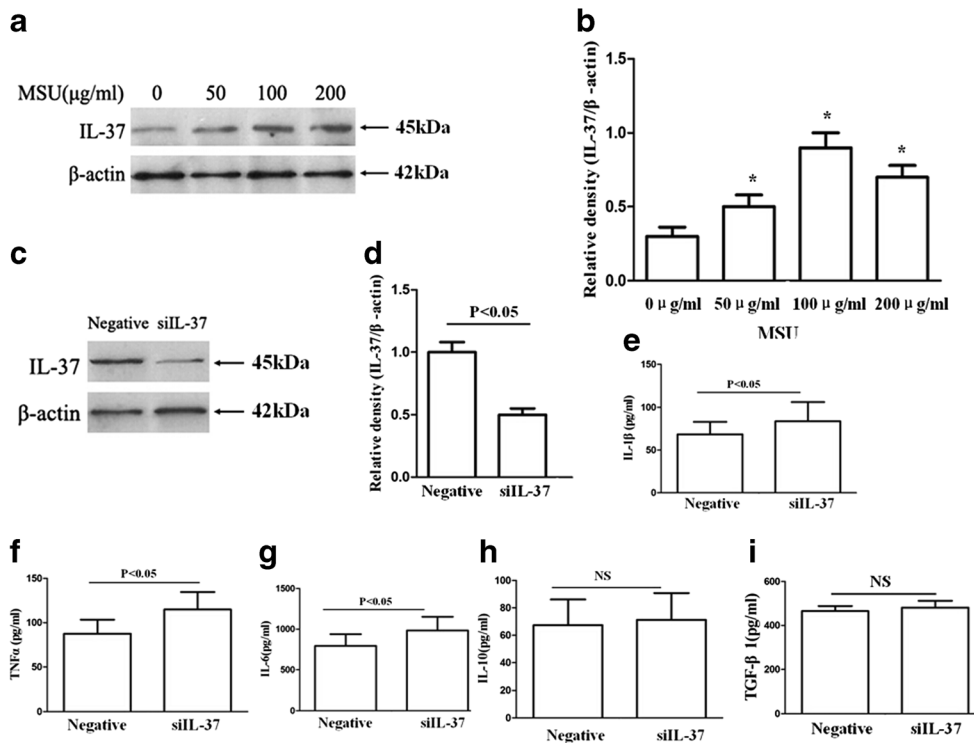 a
MSU(μg/ml) 0 50 100 200
IL-37 45kDa
β-actin 42kDa
b
Relative density (IL-37/β -actin)
1.5
1.0
0.5
0.0
* * *
0 μ g/ml 50 μ g/ml 100 μ g/ml 200 μ g/ml
MSU
c
Negative siIL-37
IL-37 45kDa
β-actin 42kDa
d
Relative density (IL-37/β -actin)
1.5
1.0
0.5
0.0
P<0.05
Negative siIL-37
e
IL-1β (pg/ml)
150
100
50
0
P<0.05
Negative siIL-37
f
TNFα (pg/ml)
150
100
50
0
P<0.05
Negative siIL-37
g
IL-6(pg/ml)
1500
1000
500
0
P<0.05
Negative siIL-37
h
IL-10(pg/ml)
100
80
60
40
20
0
NS
Negative siIL-37
i
TGF-β 1(pg/ml)
600
400
200
0
NS
Negative siIL-37